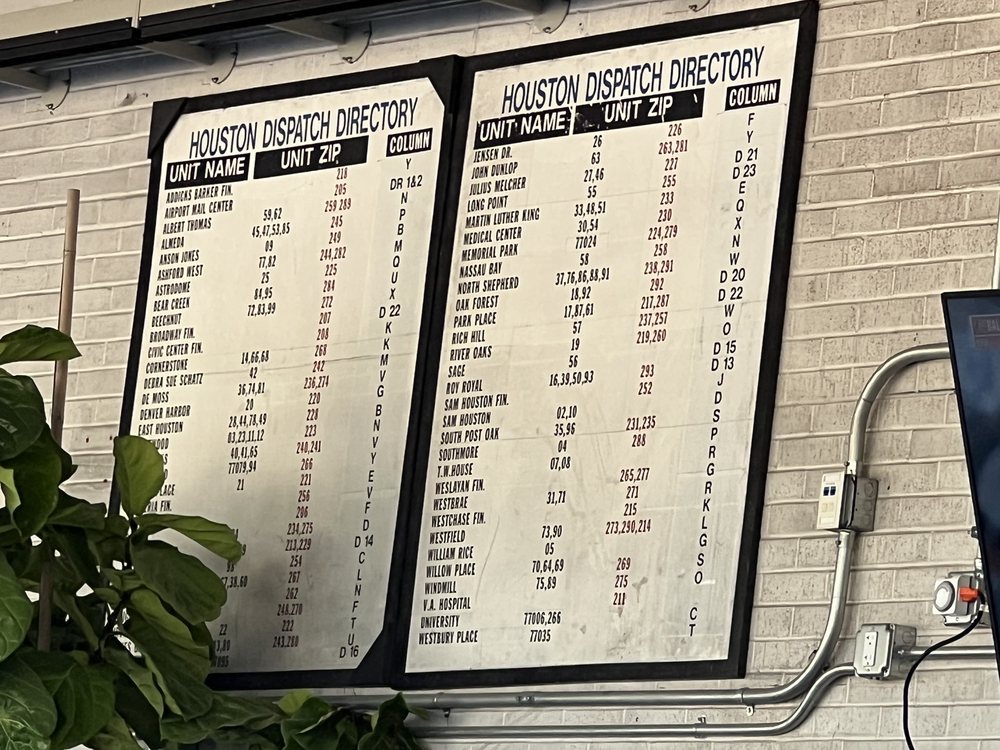 HOUSTON DISPATCH DIRECTORY
UNIT NAME UNIT ZIP COLUMN
ADDICKS BARKER FIN. 218 Y
AIRPORT MAIL CENTER 205 DR 1&2
ALBERT THOMAS 59,62 259 289 N
ALMEDA 45,47,53,85 245 P
ANSON JONES 09 249 B
ASHFORD WEST 77,82 244,282 M
ASTRODOME 25 225 Q
BEAR CREEK 84,95 284 U
BEECHNUT 72,83,99 272 X
BROADWAY FIN. 207 D 22
CIVIC CENTER FIN. 208 K
CORNERSTONE 14,66,68 268 K
DEBRA SUE SCHATZ 42 242 M
DE MOSS 36,74,81 236,274 V
DENVER HARBOR 20 220 G
EAST HOUSTON 28,44,78,49 228 B
03,23,11,12 223 N
40,41,65 240,241 V
77079,94 266 Y
21 221 E
256 V
206 F
234,275 D 14
213,229 C
254 L
267 N
262 F
248,270 T
22 222 U
243,280 D 16
HOUSTON DISPATCH DIRECTORY
UNIT NAME UNIT ZIP COLUMN
JENSEN DR. 26 226 F
JOHN DUNLOP 63 263,281 Y
JULIUS MELCHER 27,46 227 D 21
LONG POINT 55 255 D 23
MARTIN LUTHER KING 33,48,51 233 E
MEDICAL CENTER 30,54 230 Q
MEMORIAL PARK 77024 224,279 X
NASSAU BAY 58 258 N
NORTH SHEPHERD 37,76,86,88,91 238,291 W
OAK FOREST 18,92 292 D 20
PARK PLACE 17,87,61 217,287 D 22
RICH HILL 57 237,257 W
RIVER OAKS 19 219,260 O
SAGE 56 D 15
ROY ROYAL 16,39,50,93 293 D 13
SAM HOUSTON FIN. 252 J
SAM HOUSTON 02,10 D
SOUTH POST OAK 35,96 231,235 S
SOUTHMORE 04 288 P
T.W.HOUSE 07,08 R
WESLAYAN FIN. 265,277 G
WESTBRAE 31,71 271 R
WESTCHASE FIN. 215 K
WESTFIELD 73,90 273,290,214 L
WILLIAM RICE 05 G
WILLOW PLACE 70,64,69 269 S
WINDMILL 75,89 275 O
V.A. HOSPITAL 211
UNIVERSITY 77006,266 C
WESTBURY PLACE 77035 T